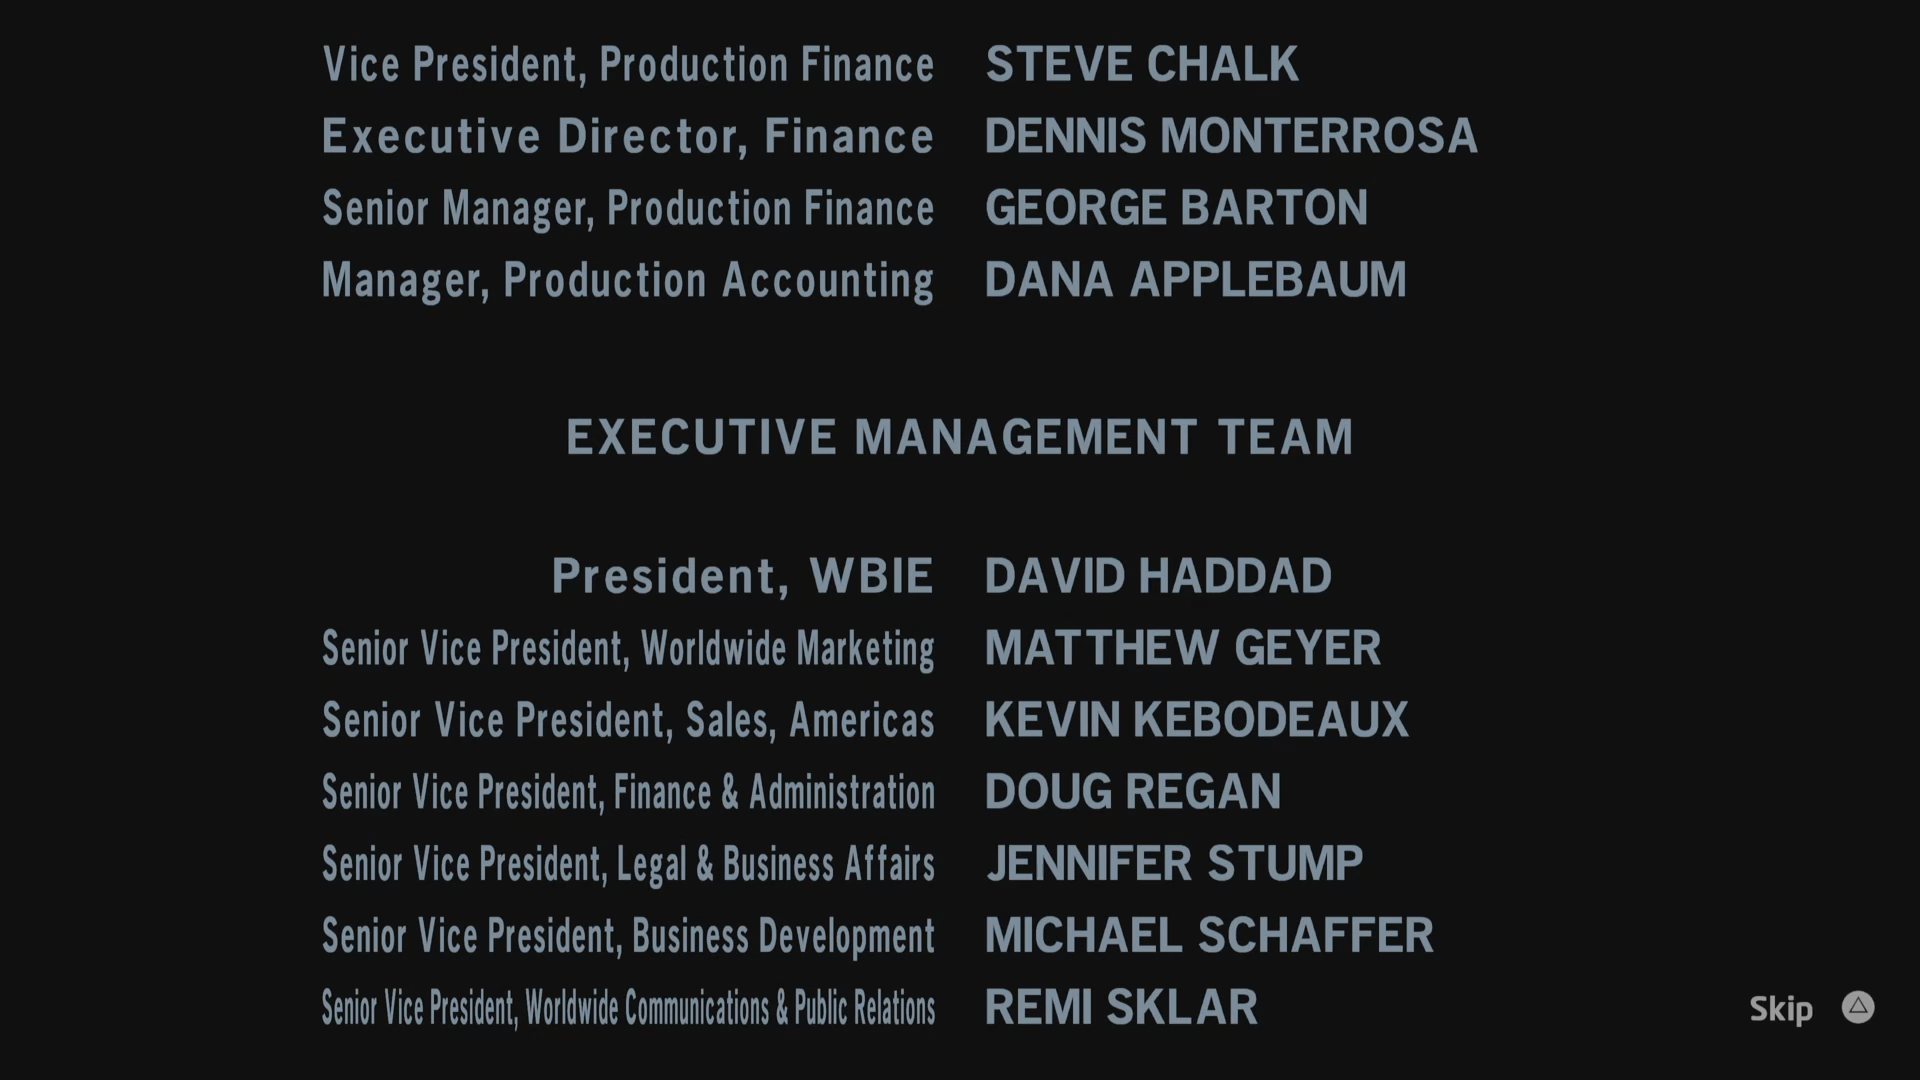 Vice President, Production Finance STEVE CHALK
Executive Director, Finance DENNIS MONTERROSA
Senior Manager, Production Finance GEORGE BARTON
Manager, Production Accounting DANA APPLEBAUM
EXECUTIVE MANAGEMENT TEAM
President, WBIE DAVID HADDAD
Senior Vice President, Worldwide Marketing MATTHEW GEYER
Senior Vice President, Sales, Americas KEVIN KEBODEAUX
Senior Vice President, Finance & Administration DOUG REGAN
Senior Vice President, Legal & Business Affairs JENNIFER STUMP
Senior Vice President, Business Development MICHAEL SCHAFFER
Senior Vice President, Worldwide Communications & Public Relations REMI SKLAR
Skip